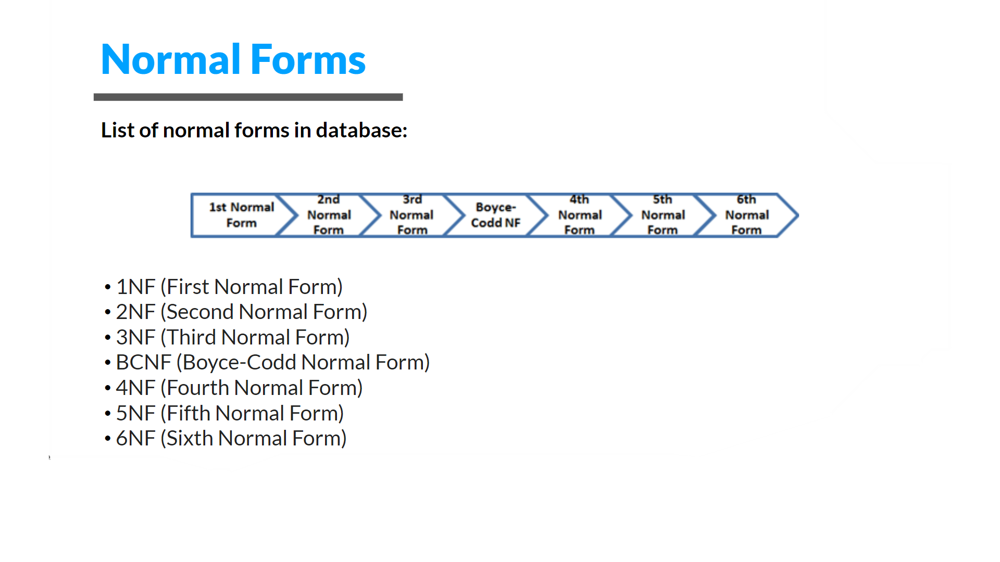 Normal Forms
List of normal forms in database:
1st Normal
Form
2nd
Normal
Form
3rd
Normal
Form
Boyce-
Codd NF
4th
Normal
Form
5th
Normal
Form
6th
Normal
Form
• 1NF (First Normal Form)
• 2NF (Second Normal Form)
• 3NF (Third Normal Form)
• BCNF (Boyce-Codd Normal Form)
• 4NF (Fourth Normal Form)
• 5NF (Fifth Normal Form)
• 6NF (Sixth Normal Form)